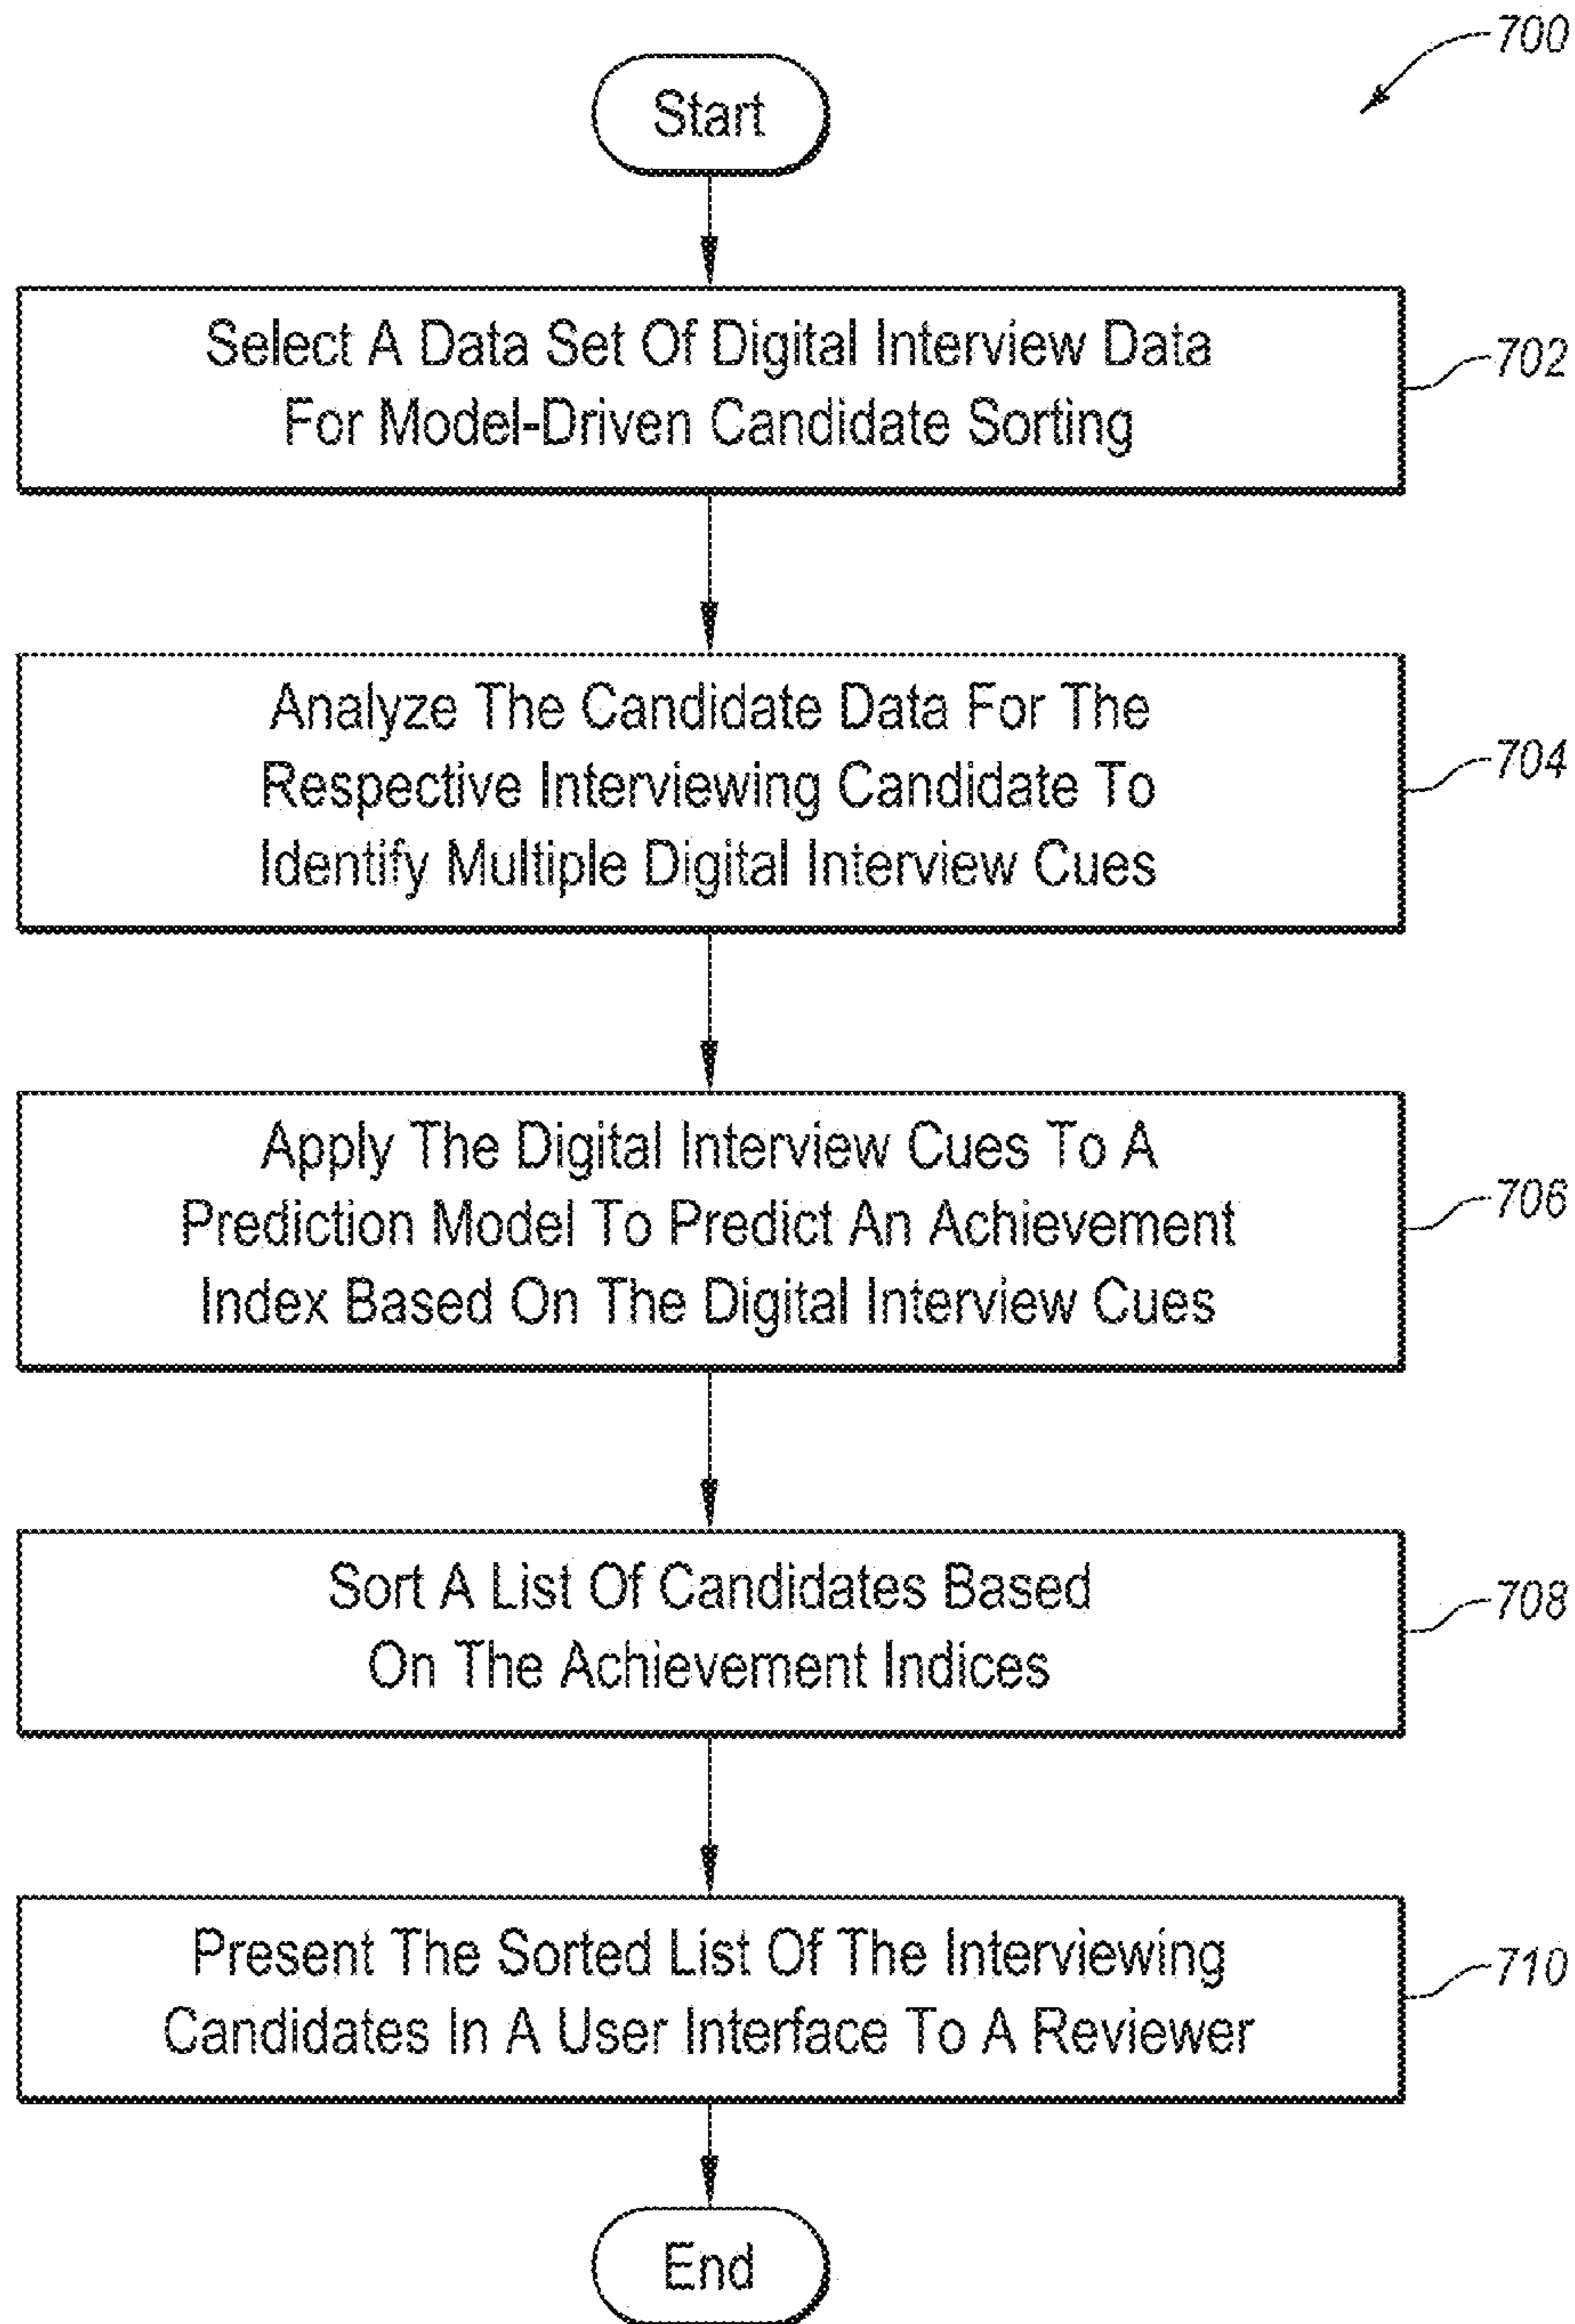 700
Start
Select A Data Set Of Digital Interview Data
For Model-Driven Candidate Sorting
702
Analyze The Candidate Data For The
Respective Interviewing Candidate To
Identify Multiple Digital Interview Cues
704
Apply The Digital Interview Cues To A
Prediction Model To Predict An Achievement
Index Based On The Digital Interview Cues
706
Sort A List Of Candidates Based
On The Achievement Indices
708
Present The Sorted List Of The Interviewing
Candidates In A User Interface To A Reviewer
710
End